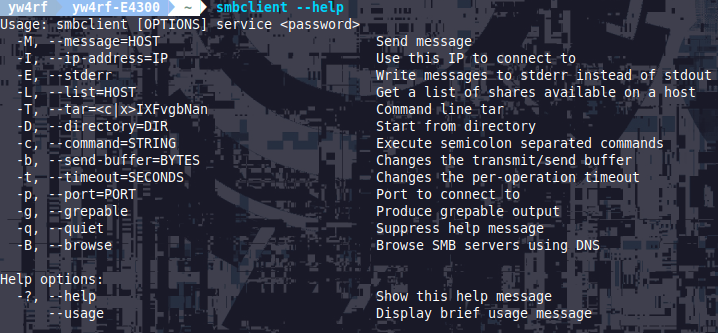 yw4rf yw4rf-E4300 ~ smbclient --help
Usage: smbclient [OPTIONS] service <password>
-M, --message=HOST Send message
-I, --ip-address=IP Use this IP to connect to
-E, --stderr Write messages to stderr instead of stdout
-L, --list=HOST Get a list of shares available on a host
-T, --tar=<c|x>IXFvgbNan Command line tar
-D, --directory=DIR Start from directory
-c, --command=STRING Execute semicolon separated commands
-b, --send-buffer=BYTES Changes the transmit/send buffer
-t, --timeout=SECONDS Changes the per-operation timeout
-p, --port=PORT Port to connect to
-g, --grepable Produce grepable output
-q, --quiet Suppress help message
-B, --browse Browse SMB servers using DNS
Help options:
-?, --help Show this help message
--usage Display brief usage message